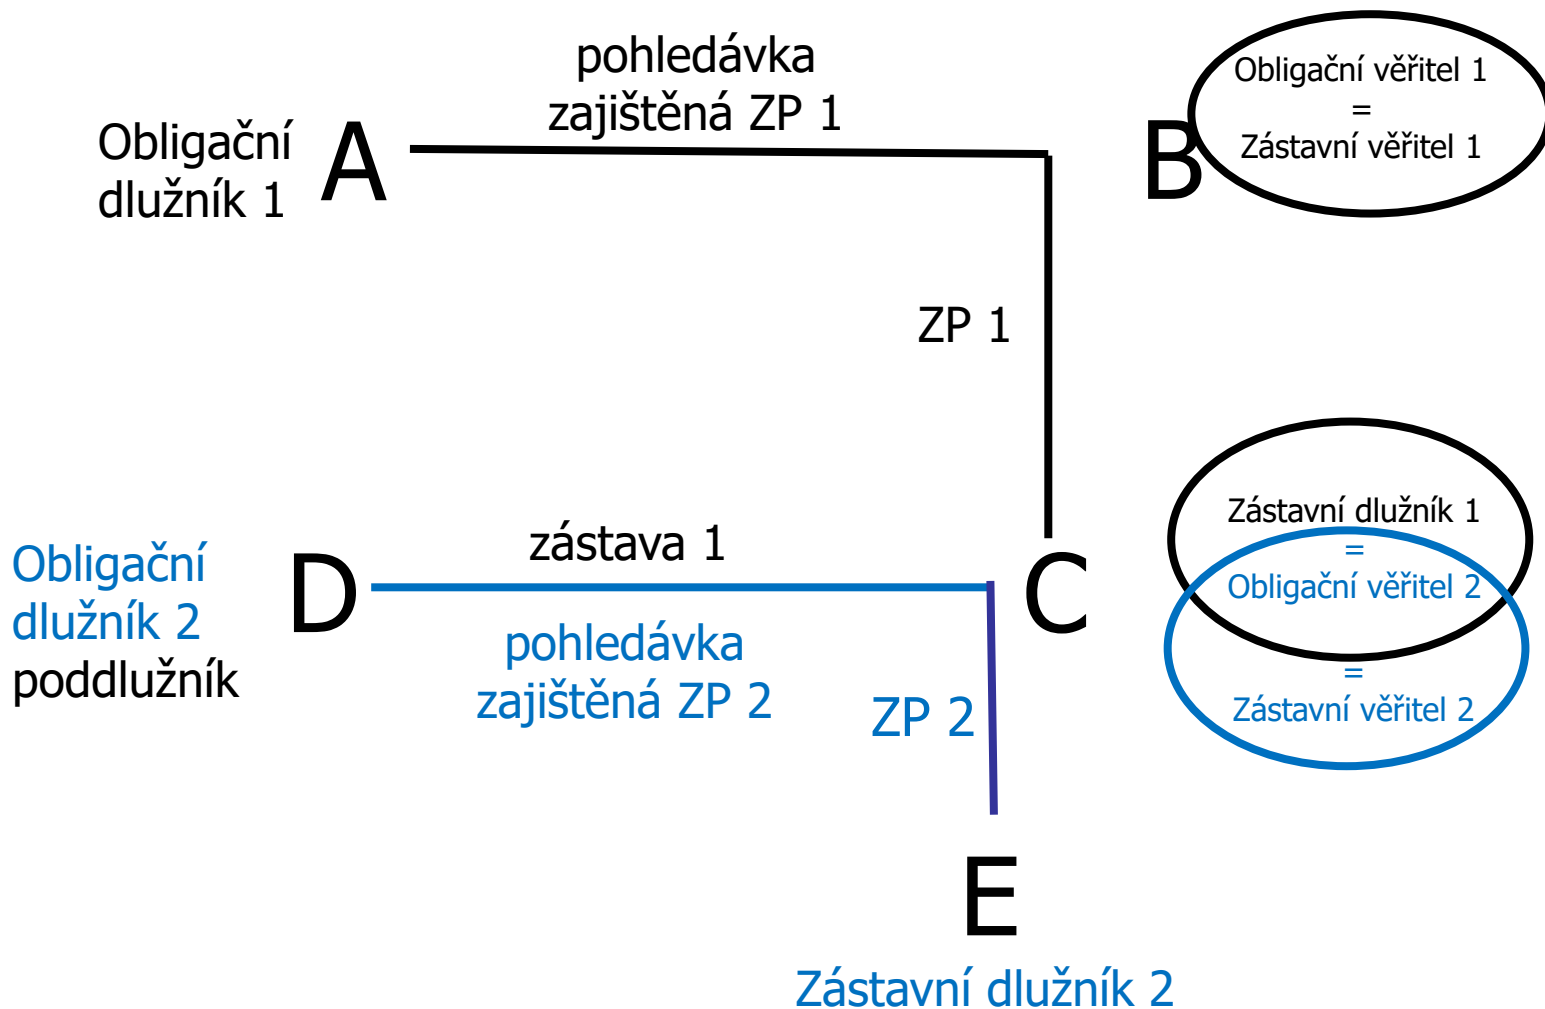 pohledávka
zajištěná ZP 1
Obligační
dlužník 1
A
B
Obligační věřitel 1
=
Zástavní věřitel 1
ZP 1
Obligační
dlužník 2
poddlužník
D
zástava 1
pohledávka
zajištěná ZP 2
C
Zástavní dlužník 1
=
Obligační věřitel 2
=
Zástavní věřitel 2
ZP 2
E
Zástavní dlužník 2